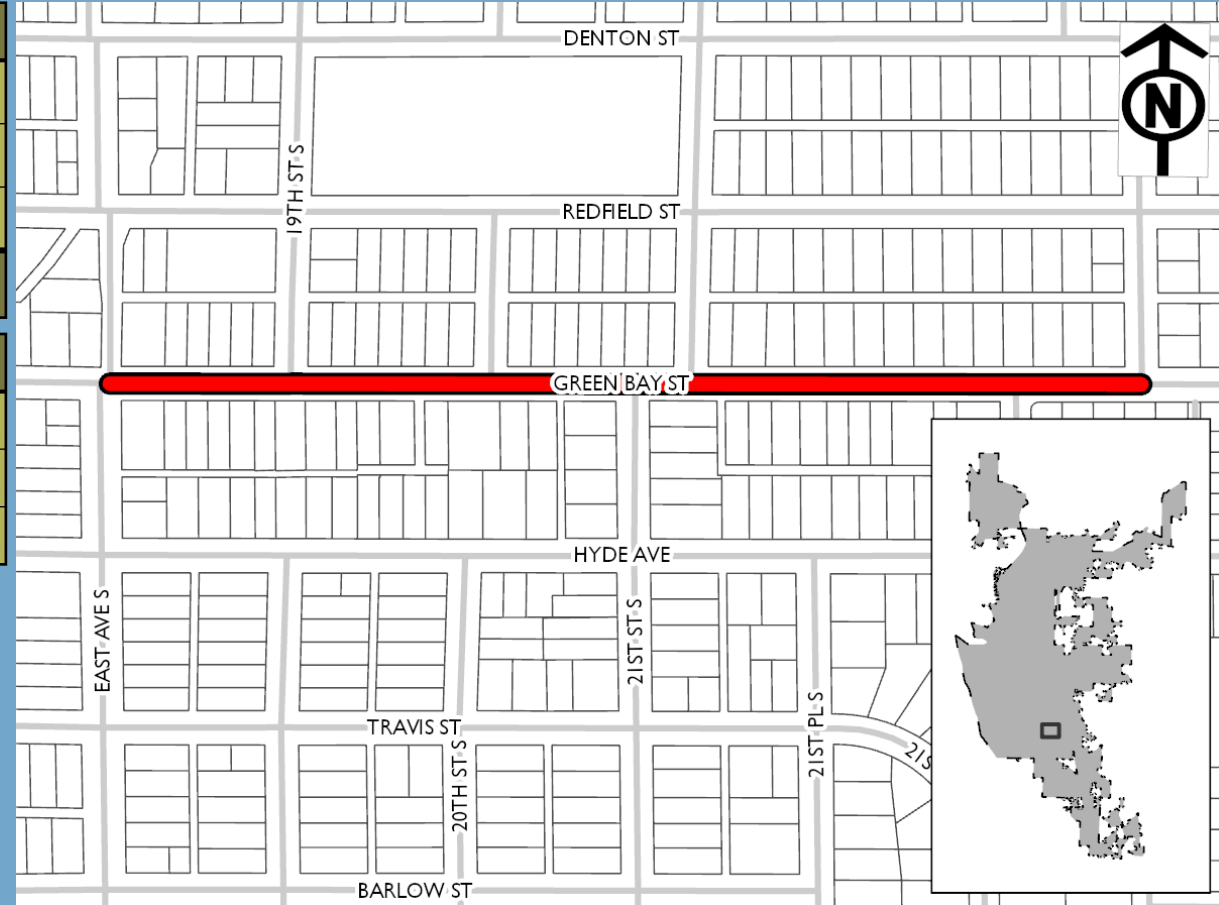 DENTON ST
N
19TH ST S
REDFIELD ST
GREEN BAY ST
HYDE AVE
EAST AVE S
21ST ST S
TRAVIS ST
21ST PL S
21S
20TH ST S
BARLOW ST